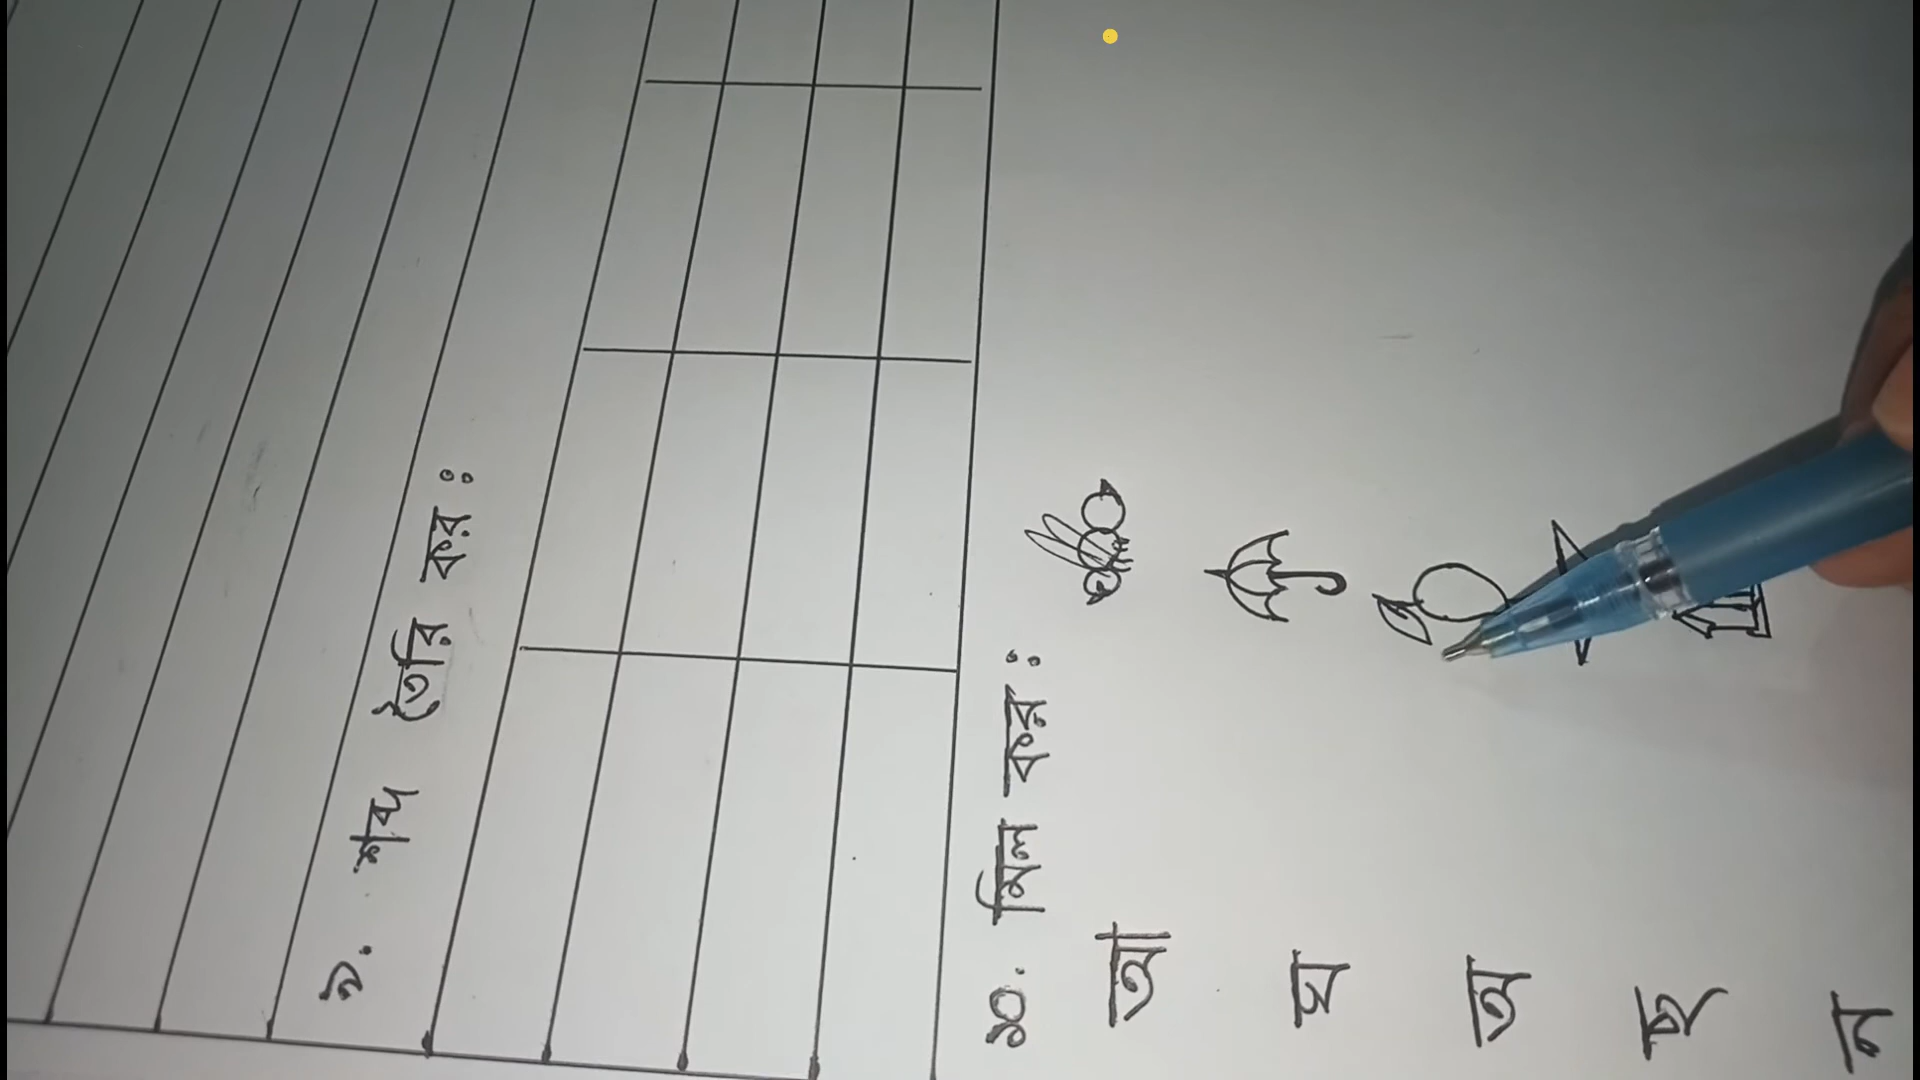 ৯. শব্দ তৈরি কর :
১০. মিল কর :
আ
ঘ
অ
ছ
ন